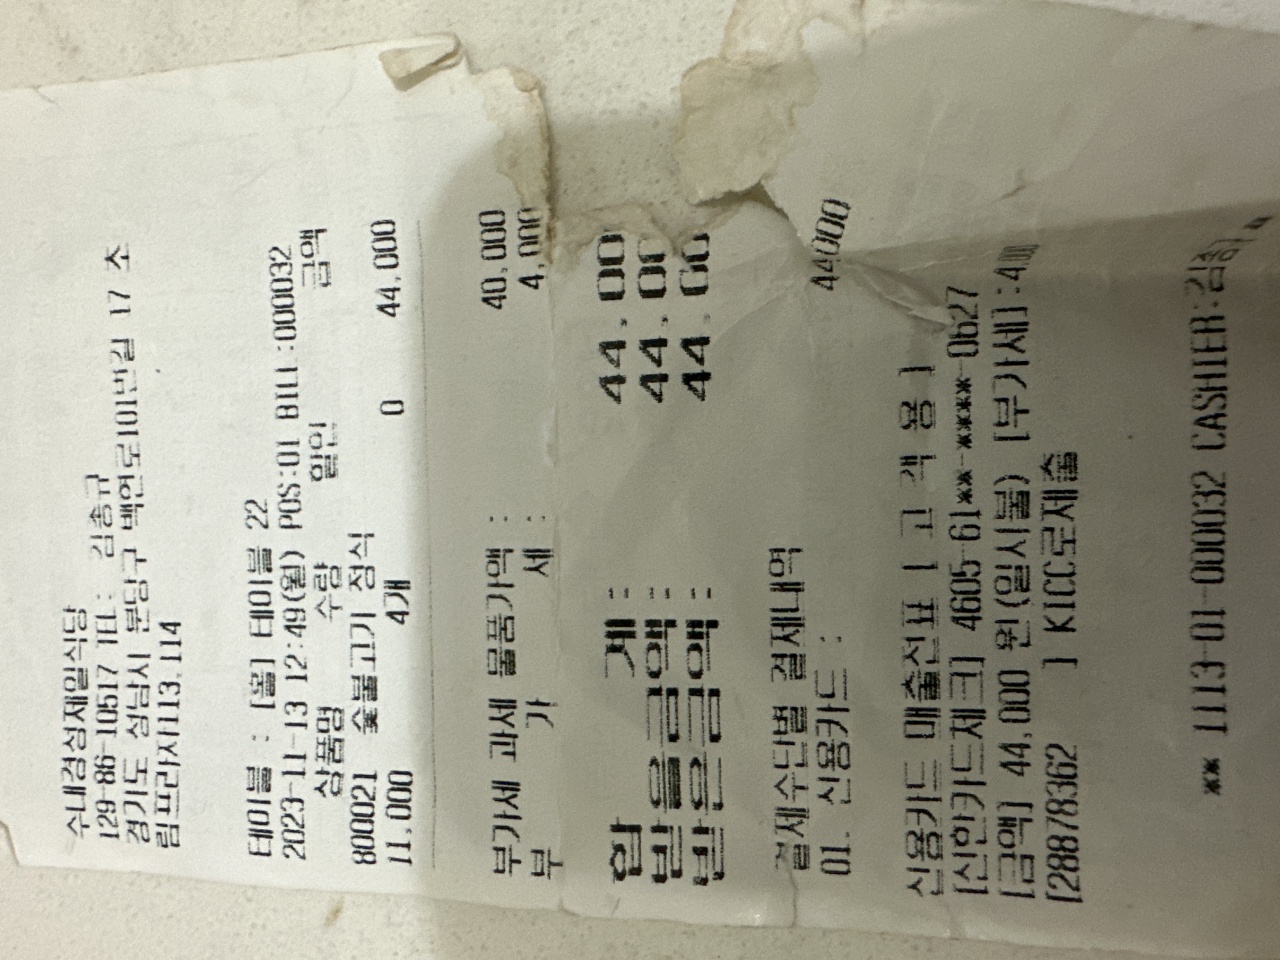 수내경성제일식당
129-86-10517 TEL: 김종규
경기도 성남시 분당구 백현로101번길 17 초
림프라자113,114
테이블 : [홀] 테이블 22
2023-11-13 12:49(월) POS:01 BILL:000032
상품명 수량 할인 금액
800021 숯불고기 정식
11,000 4개 0 44,000
부가세 과세 물품가액 : 40,000
부 가 세 : 4,000
합 계 : 44,00
받을금액 : 44,00
받은금액 : 44,00
결제수단별 결제내역
01. 신용카드 : 44000
신용카드 매출전표 [ 고 객 용 ]
[신한카드체크] 4605-61**-****-0627
[금액] 44,000 원(일시불) [부가세]:4
[28878362 ] KICC로제출
** 1113-01-000032 CASHIER:김종